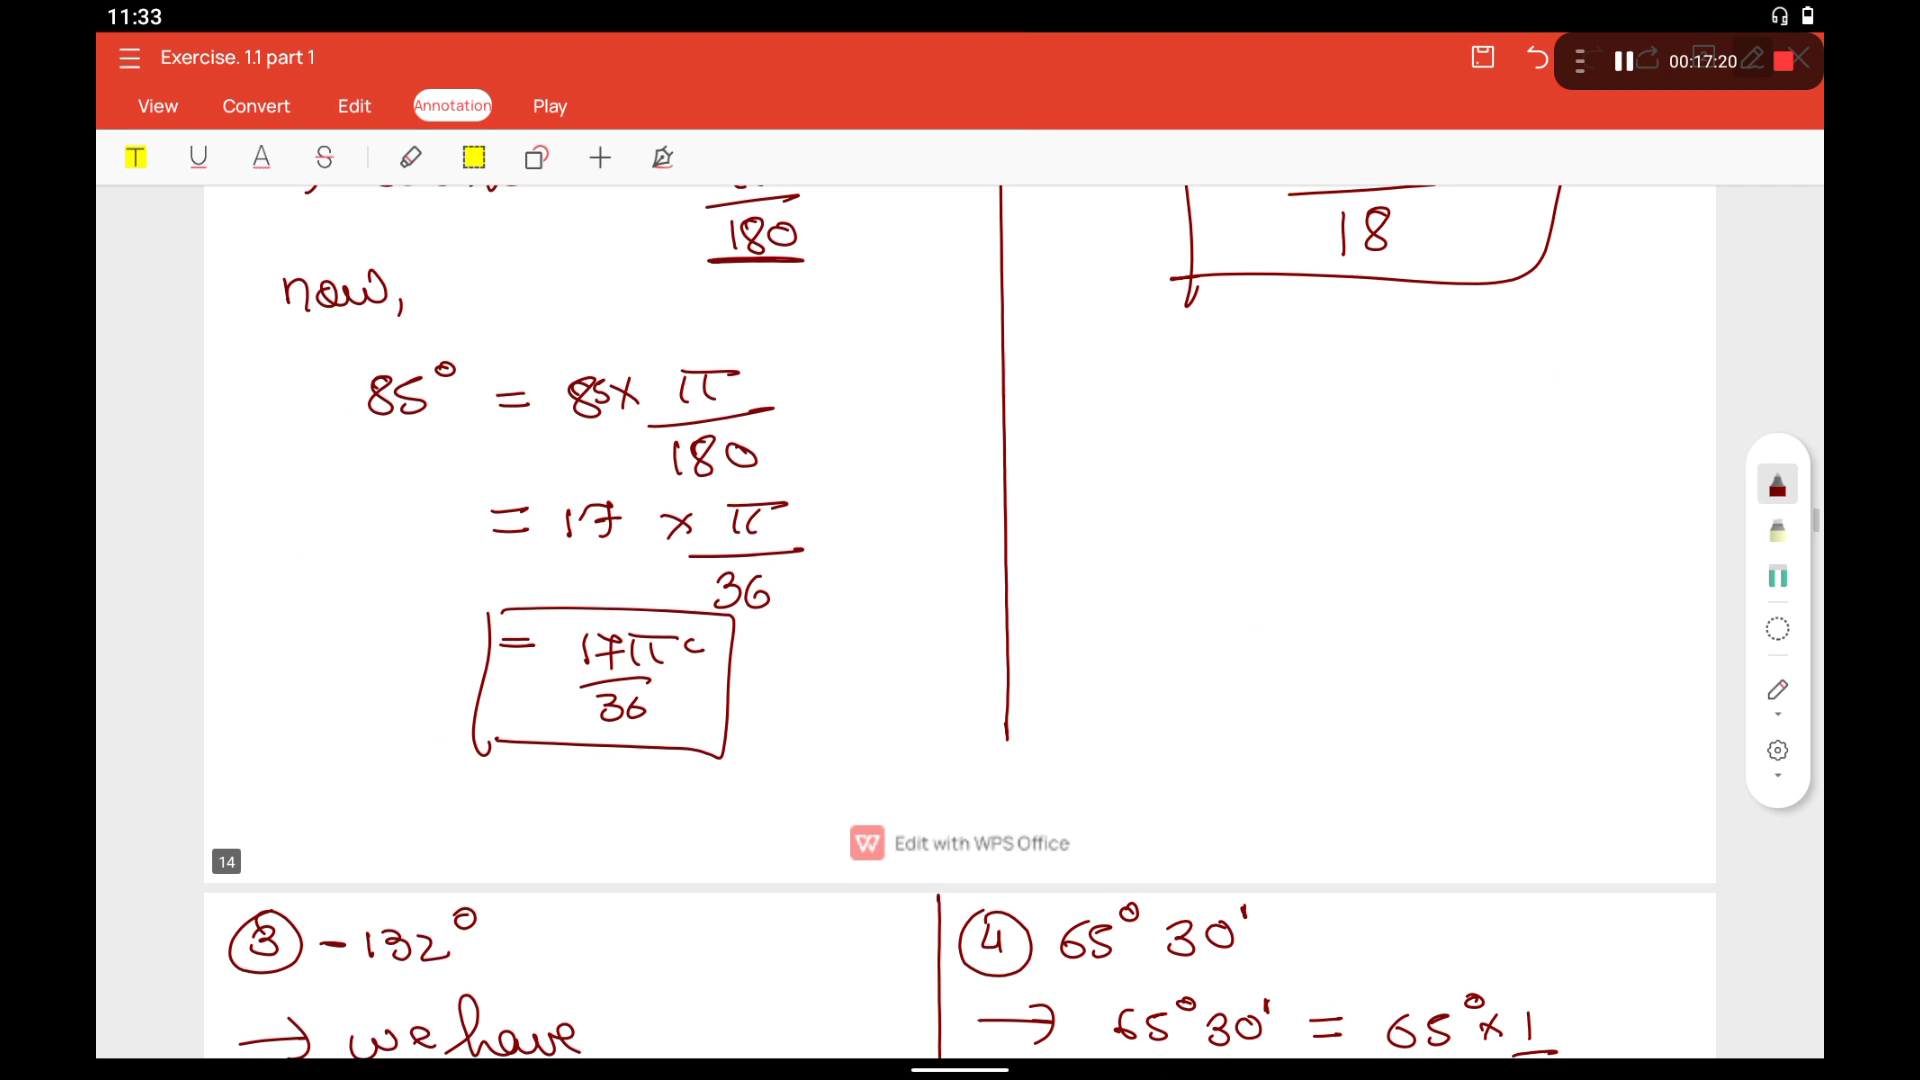 11:33
Exercise. 1.1 part 1
00:17:20
View Convert Edit Annotation Play
T U A S
180
now,
85° = 85 × π
180
= 17 × π
36
= 17π ᶜ
36
18
Edit with WPS Office
14
③ - 132°
→ we have
④ 65° 30'
→ 65° 30' = 65° × 1